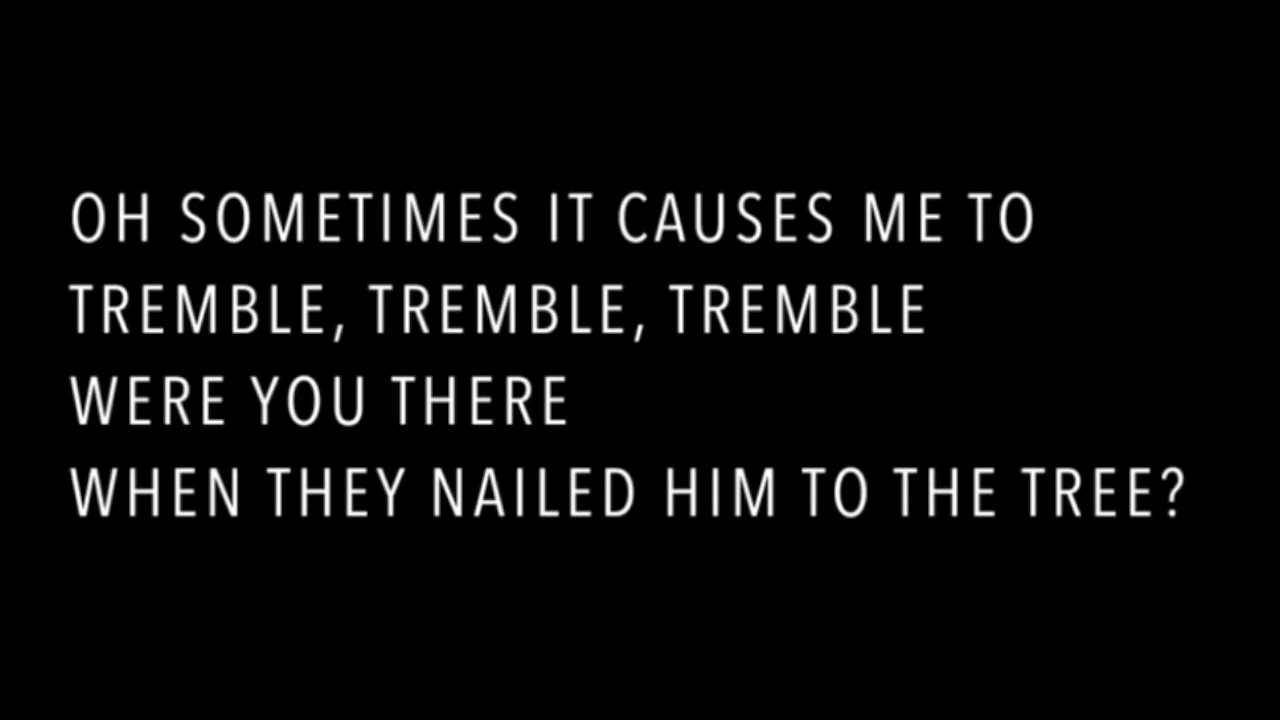 OH SOMETIMES IT CAUSES ME TO
TREMBLE, TREMBLE, TREMBLE
WERE YOU THERE
WHEN THEY NAILED HIM TO THE TREE?